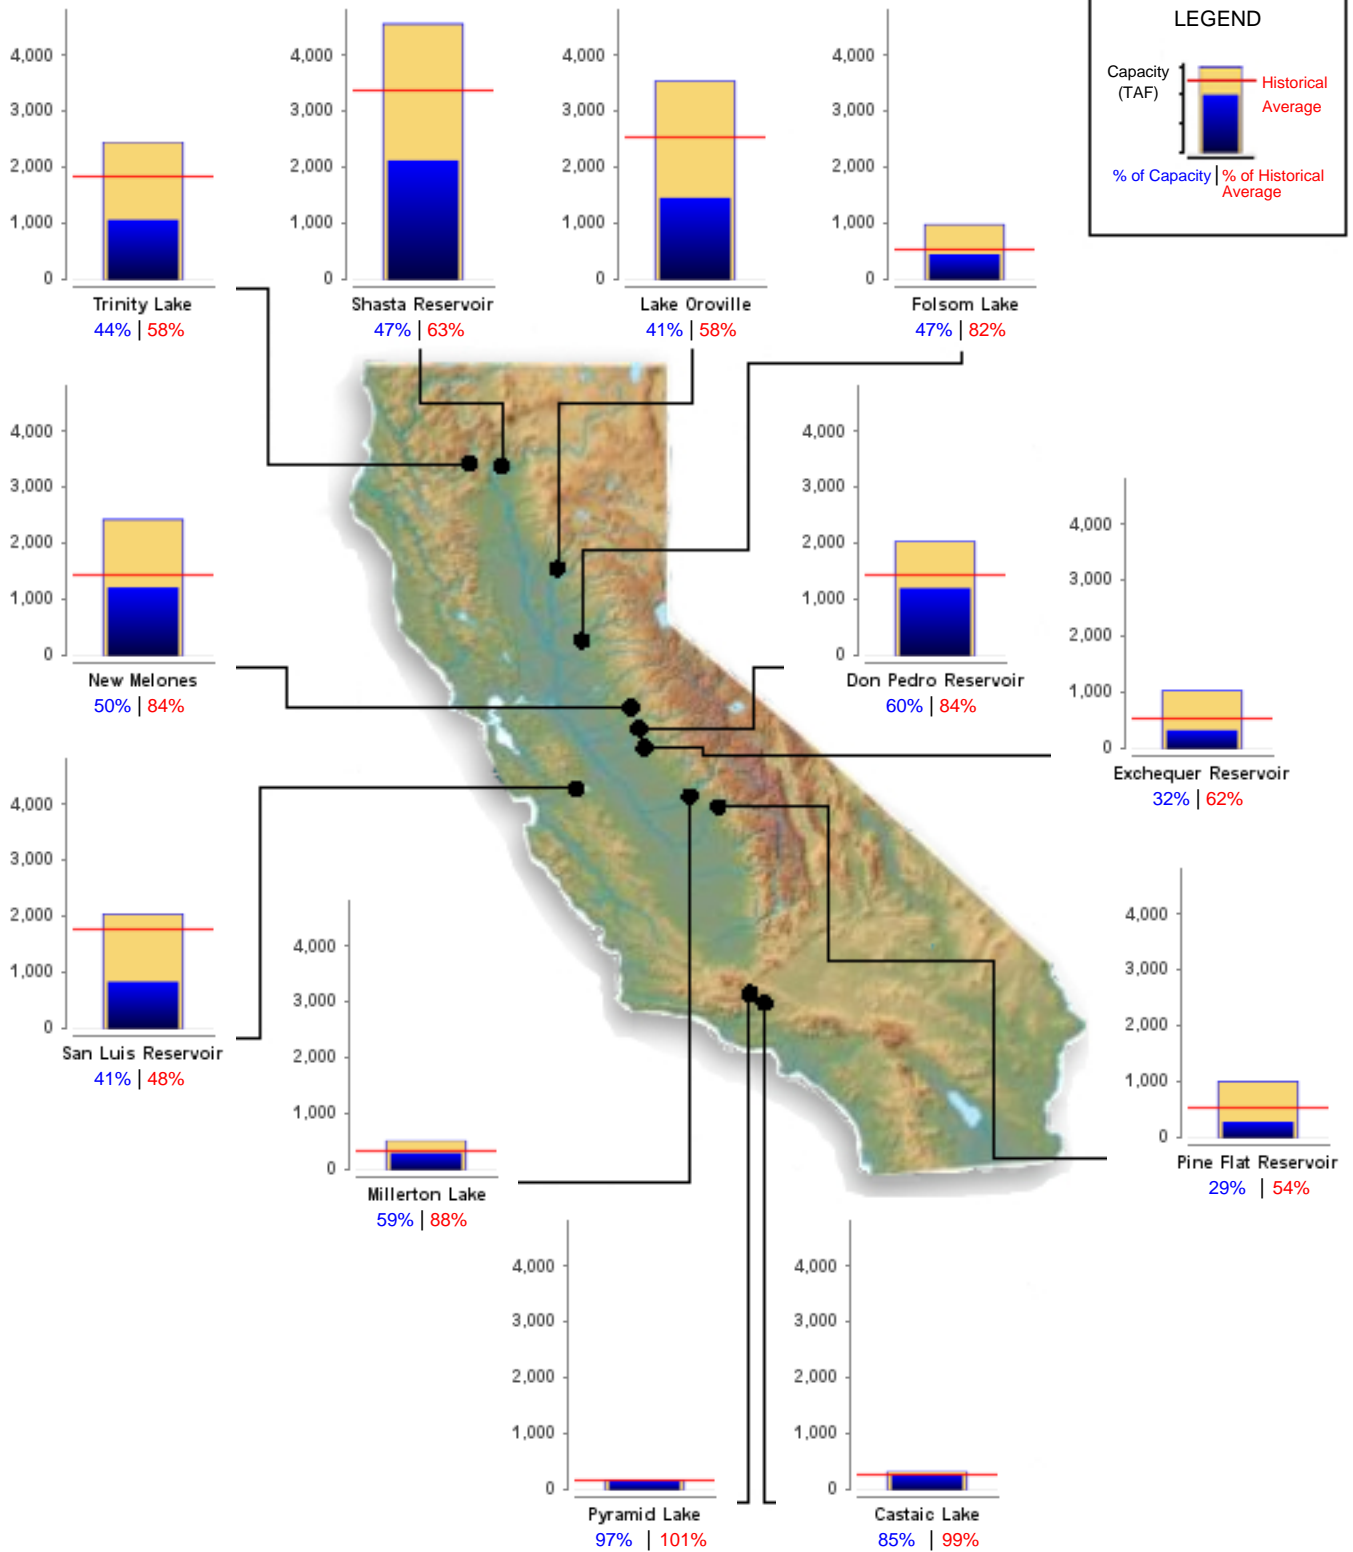 LEGEND
Capacity
(TAF)
Historical
Average
% of Capacity | % of Historical
Average
4,000
3,000
2,000
1,000
0
Trinity Lake
44% | 58%
4,000
3,000
2,000
1,000
0
Shasta Reservoir
47% | 63%
4,000
3,000
2,000
1,000
0
Lake Oroville
41% | 58%
4,000
3,000
2,000
1,000
0
Folsom Lake
47% | 82%
4,000
3,000
2,000
1,000
0
New Melones
50% | 84%
4,000
3,000
2,000
1,000
0
Don Pedro Reservoir
60% | 84%
4,000
3,000
2,000
1,000
0
Exchequer Reservoir
32% | 62%
4,000
3,000
2,000
1,000
0
San Luis Reservoir
41% | 48%
4,000
3,000
2,000
1,000
0
Millerton Lake
59% | 88%
4,000
3,000
2,000
1,000
0
Pine Flat Reservoir
29% | 54%
4,000
3,000
2,000
1,000
0
Pyramid Lake
97% | 101%
4,000
3,000
2,000
1,000
0
Castaic Lake
85% | 99%